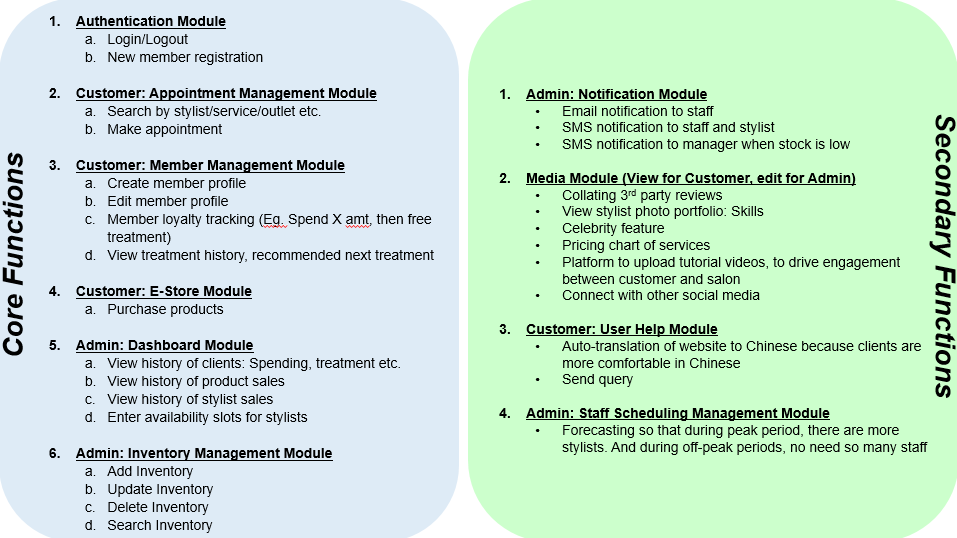 Core Functions
1. Authentication Module
a. Login/Logout
b. New member registration
2. Customer: Appointment Management Module
a. Search by stylist/service/outlet etc.
b. Make appointment
3. Customer: Member Management Module
a. Create member profile
b. Edit member profile
c. Member loyalty tracking (Eg. Spend X amt, then free
treatment)
d. View treatment history, recommended next treatment
4. Customer: E-Store Module
a. Purchase products
5. Admin: Dashboard Module
a. View history of clients: Spending, treatment etc.
b. View history of product sales
c. View history of stylist sales
d. Enter availability slots for stylists
6. Admin: Inventory Management Module
a. Add Inventory
b. Update Inventory
c. Delete Inventory
d. Search Inventory
Secondary Functions
1. Admin: Notification Module
• Email notification to staff
• SMS notification to staff and stylist
• SMS notification to manager when stock is low
2. Media Module (View for Customer, edit for Admin)
• Collating 3rd party reviews
• View stylist photo portfolio: Skills
• Celebrity feature
• Pricing chart of services
• Platform to upload tutorial videos, to drive engagement
between customer and salon
• Connect with other social media
3. Customer: User Help Module
• Auto-translation of website to Chinese because clients are
more comfortable in Chinese
• Send query
4. Admin: Staff Scheduling Management Module
• Forecasting so that during peak period, there are more
stylists. And during off-peak periods, no need so many staff